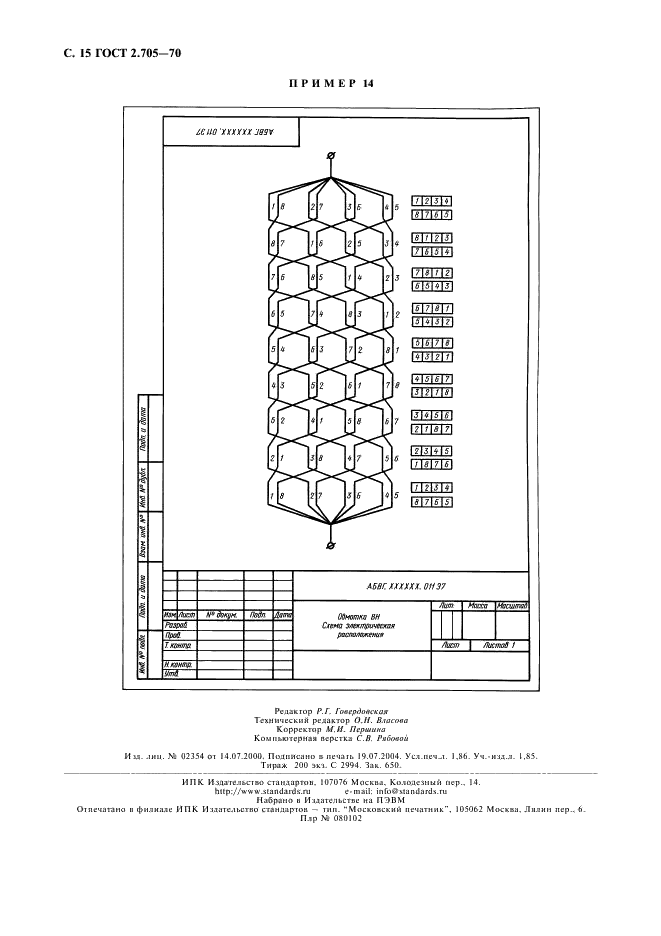 С. 15 ГОСТ 2.705—70
ПРИМЕР 14
АБВГ. XXXXXX. 011 Э7
1 8 2 7 3 6 4 5
1 2 3 4
8 7 6 5
8 7 1 6 2 5 3 4
8 1 2 3
7 6 5 4
7 6 8 5 1 4 2 3
7 8 1 2
6 5 4 3
6 5 7 4 8 3 1 2
6 7 8 1
5 4 3 2
5 4 6 3 7 2 8 1
5 6 7 8
4 3 2 1
4 3 5 2 6 1 7 8
4 5 6 7
3 2 1 8
5 2 4 1 5 8 6 7
3 4 5 6
2 1 8 7
2 1 3 8 4 7 5 6
2 3 4 5
1 8 7 6
1 8 2 7 3 6 4 5
1 2 3 4
8 7 6 5
Подп. и дата
Инв. № дубл.
Взам. инв. №
Подп. и дата
Инв. № подл.
АБВГ. XXXXXX. 011 Э7
Изм. Лист № докум. Подп. Дата
Разраб.
Пров.
Т. контр.
Н. контр.
Утв.
Обмотка ВН
Схема электрическая
расположения
Лит. Масса Масштаб
Лист Листов 1
Редактор Р.Г. Говердовская
Технический редактор О.Н. Власова
Корректор М.И. Першина
Компьютерная верстка С.В. Рябовой
Изд. лиц. № 02354 от 14.07.2000. Подписано в печать 19.07.2004. Усл.печ.л. 1,86. Уч.-изд.л. 1,85.
Тираж 200 экз. С 2994. Зак. 650.
ИПК Издательство стандартов, 107076 Москва, Колодезный пер., 14.
http://www.standards.ru e-mail: info@standards.ru
Набрано в Издательстве на ПЭВМ
Отпечатано в филиале ИПК Издательство стандартов — тип. "Московский печатник", 105062 Москва, Лялин пер., 6.
Плр № 080102